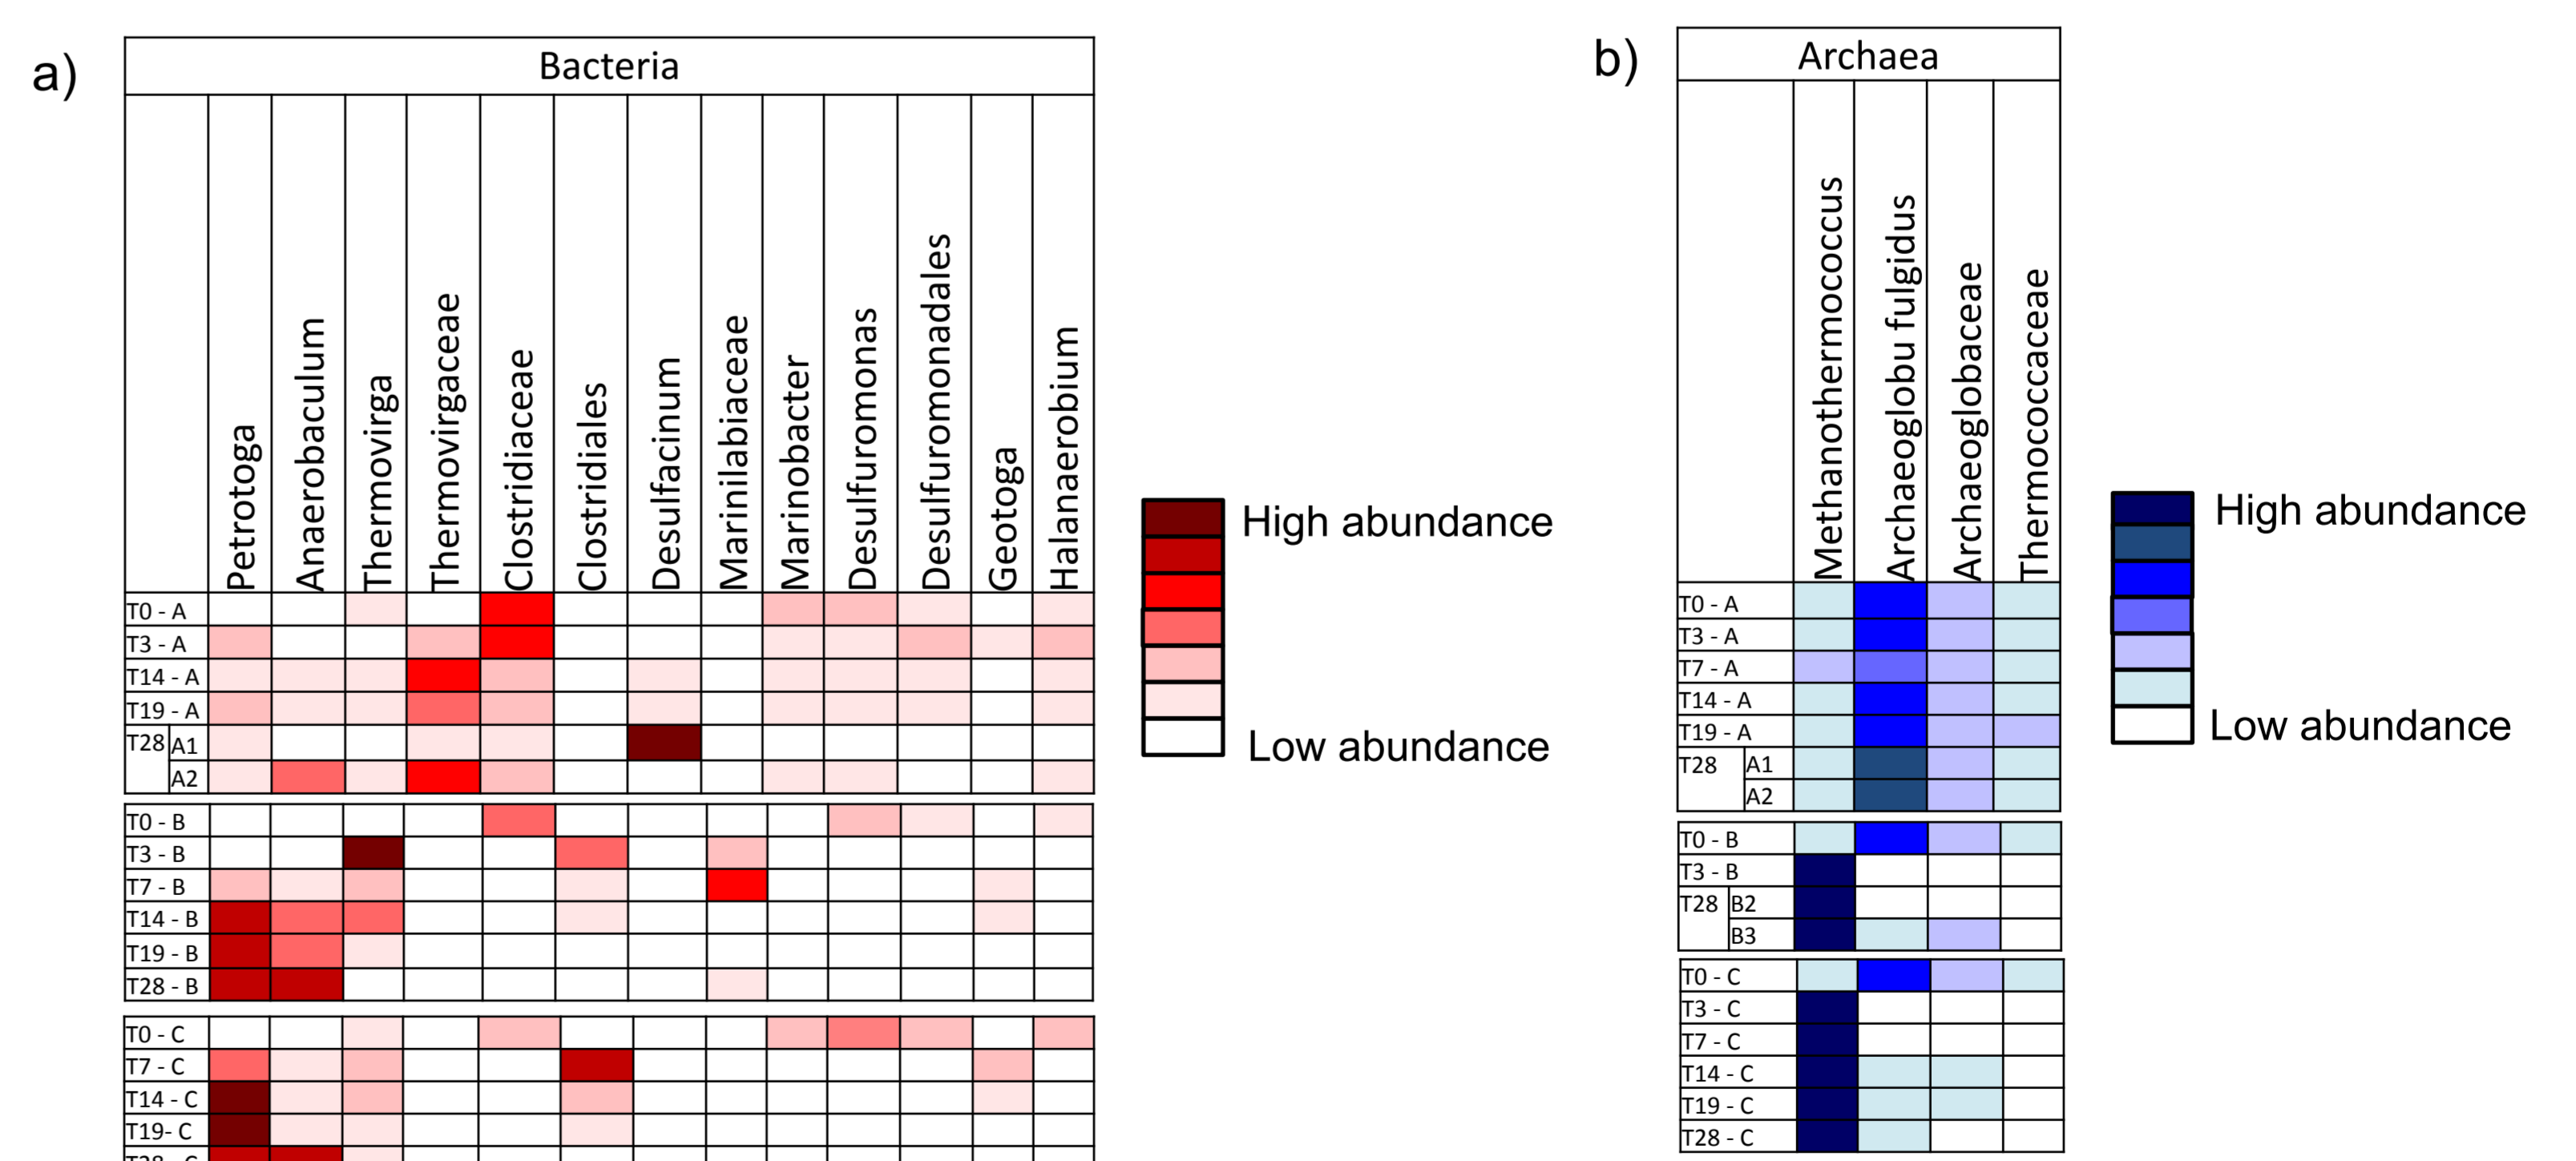 a)
Bacteria
Petrotoga
Anaerobaculum
Thermovirga
Thermovirgaceae
Clostridiaceae
Clostridiales
Desulfacinum
Marinilabiaceae
Marinobacter
Desulfuromonas
Desulfuromonadales
Geotoga
Halanaerobium
T0 - A
T3 - A
T14 - A
T19 - A
T28 A1
A2
T0 - B
T3 - B
T7 - B
T14 - B
T19 - B
T28 - B
T0 - C
T7 - C
T14 - C
T19- C
T28 - C
High abundance
Low abundance
b)
Archaea
Methanothermococcus
Archaeoglobu fulgidus
Archaeoglobaceae
Thermococcaceae
T0 - A
T3 - A
T7 - A
T14 - A
T19 - A
T28 A1
A2
T0 - B
T3 - B
T28 B2
B3
T0 - C
T3 - C
T7 - C
T14 - C
T19 - C
T28 - C
High abundance
Low abundance